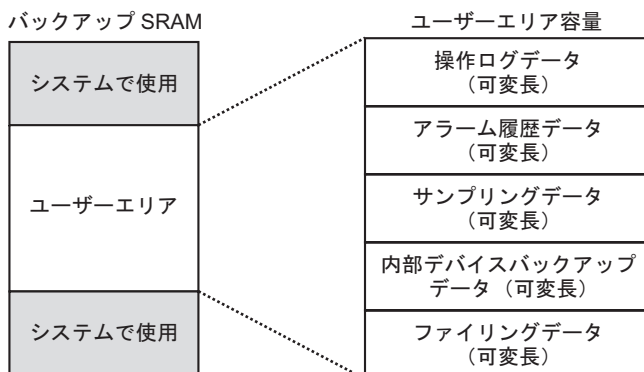 バックアップ SRAM
システムで使用
ユーザーエリア
システムで使用
ユーザーエリア容量
操作ログデータ
（可変長）
アラーム履歴データ
（可変長）
サンプリングデータ
（可変長）
内部デバイスバックアップ
データ（可変長）
ファイリングデータ
（可変長）